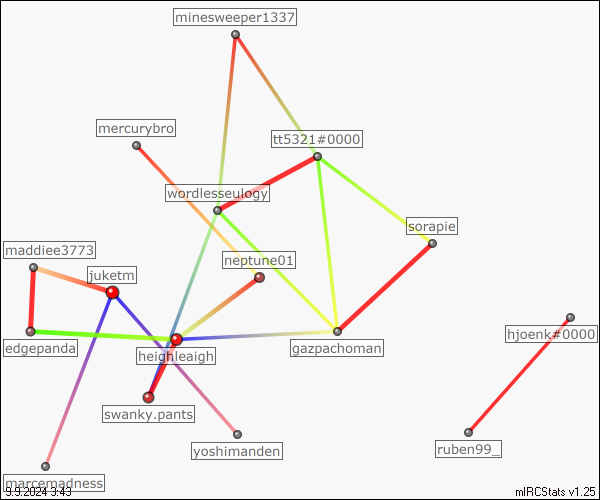 minesweeper1337
mercurybro
tt5321#0000
wordlesseulogy
sorapie
maddiee3773
neptune01
juketm
hjoenk#0000
edgepanda
heighleaigh
gazpachoman
swanky.pants
yoshimanden
ruben99_
marcemadness
9.9.2024 3:43
mIRCStats v1.25